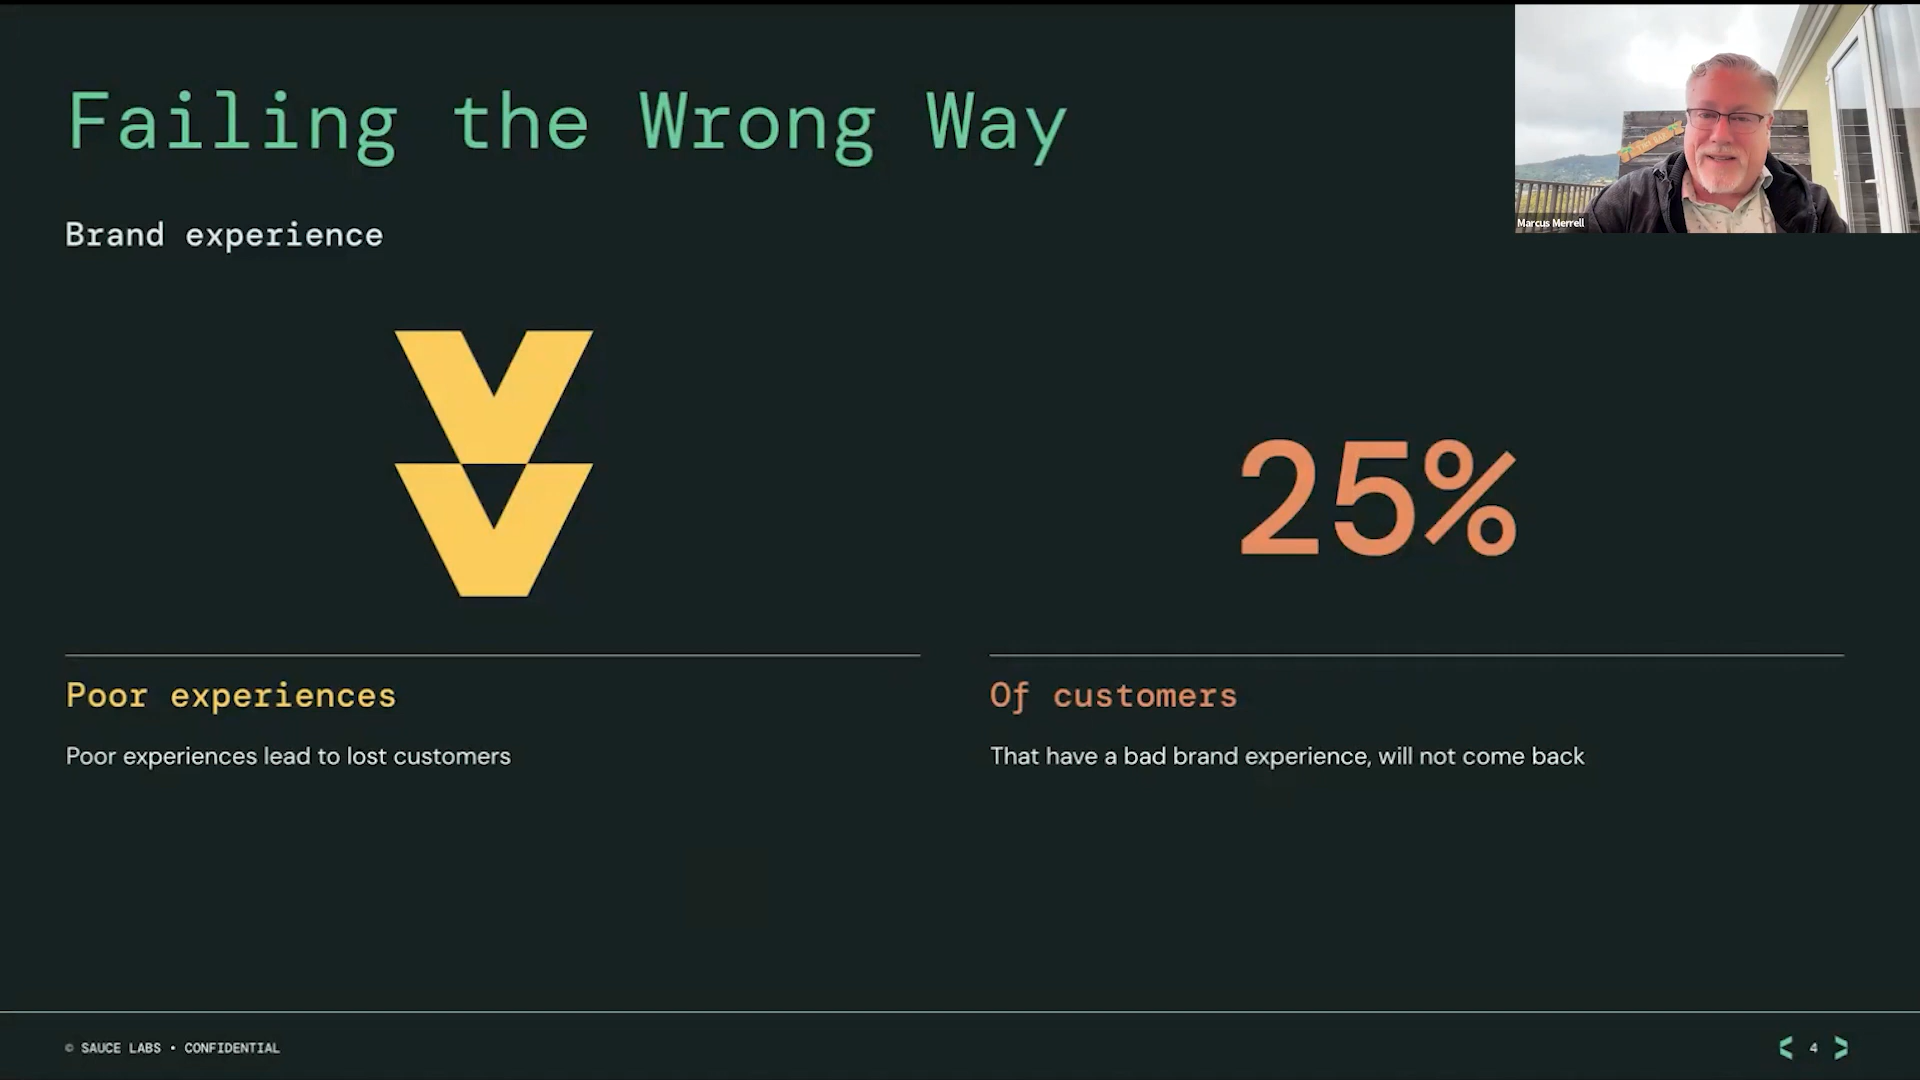 Failing the Wrong Way
Marcus Merrell
Brand experience
25%
Poor experiences
Poor experiences lead to lost customers
Of customers
That have a bad brand experience, will not come back
© SAUCE LABS • CONFIDENTIAL
< 4 >